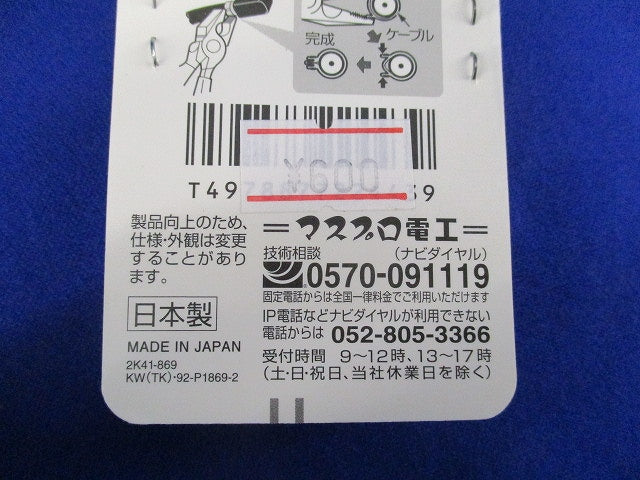 完成
ケーブル
¥600
T49
39
製品向上のため、
仕様・外観は変更
することがあり
ます。
日本製
MADE IN JAPAN
2K41-869
KW(TK)・92-P1869-2
=マスプロ電工=
技術相談
(ナビダイヤル)
0570-091119
固定電話からは全国一律料金でご利用いただけます
IP電話などナビダイヤルが利用できない
電話からは 052-805-3366
受付時間 9〜12時、13〜17時
(土・日・祝日、当社休業日を除く)